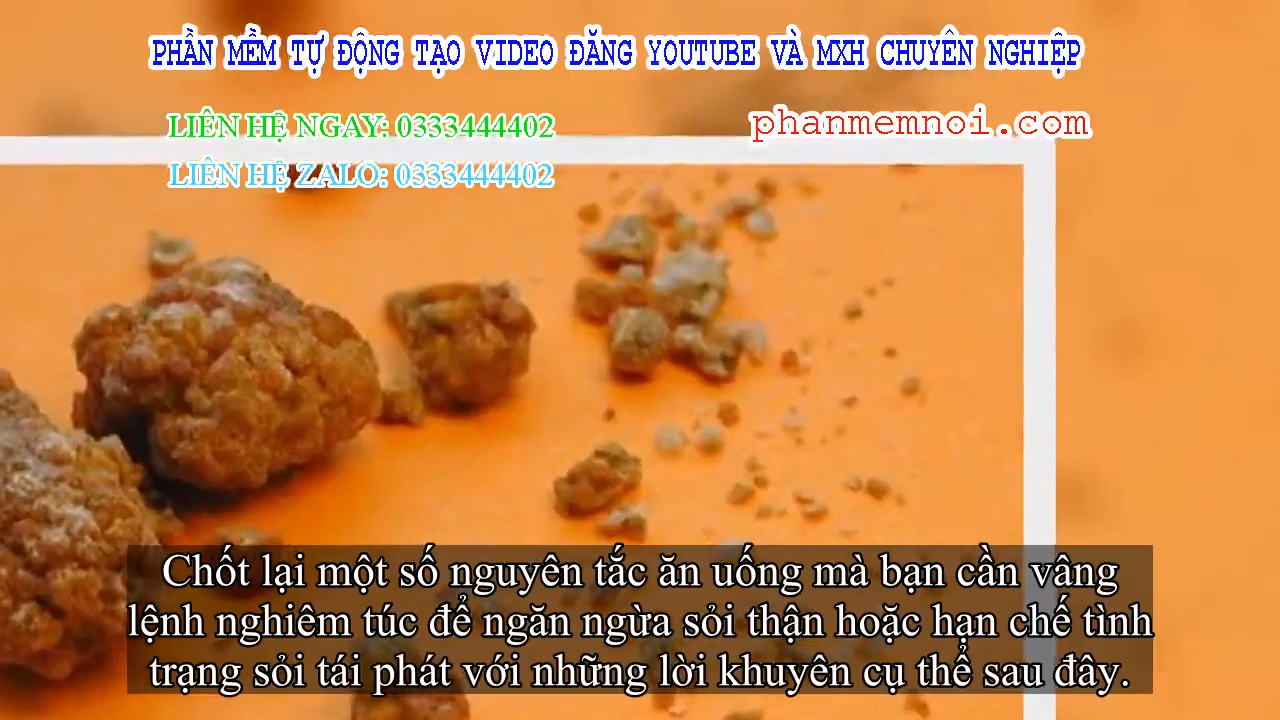 PHẦN MỀM TỰ ĐỘNG TẠO VIDEO ĐĂNG YOUTUBE VÀ MXH CHUYÊN NGHIỆP
LIÊN HỆ NGAY: 0333444402
phanmemnoi.com
LIÊN HỆ ZALO: 0333444402
Chốt lại một số nguyên tắc ăn uống mà bạn cần vâng
lệnh nghiêm túc để ngăn ngừa sỏi thận hoặc hạn chế tình
trạng sỏi tái phát với những lời khuyên cụ thể sau đây.